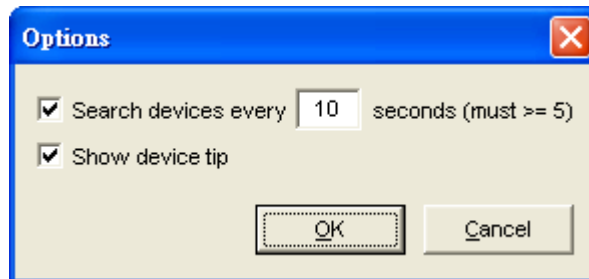 Options
Search devices every 10 seconds (must >= 5)
Show device tip
OK Cancel